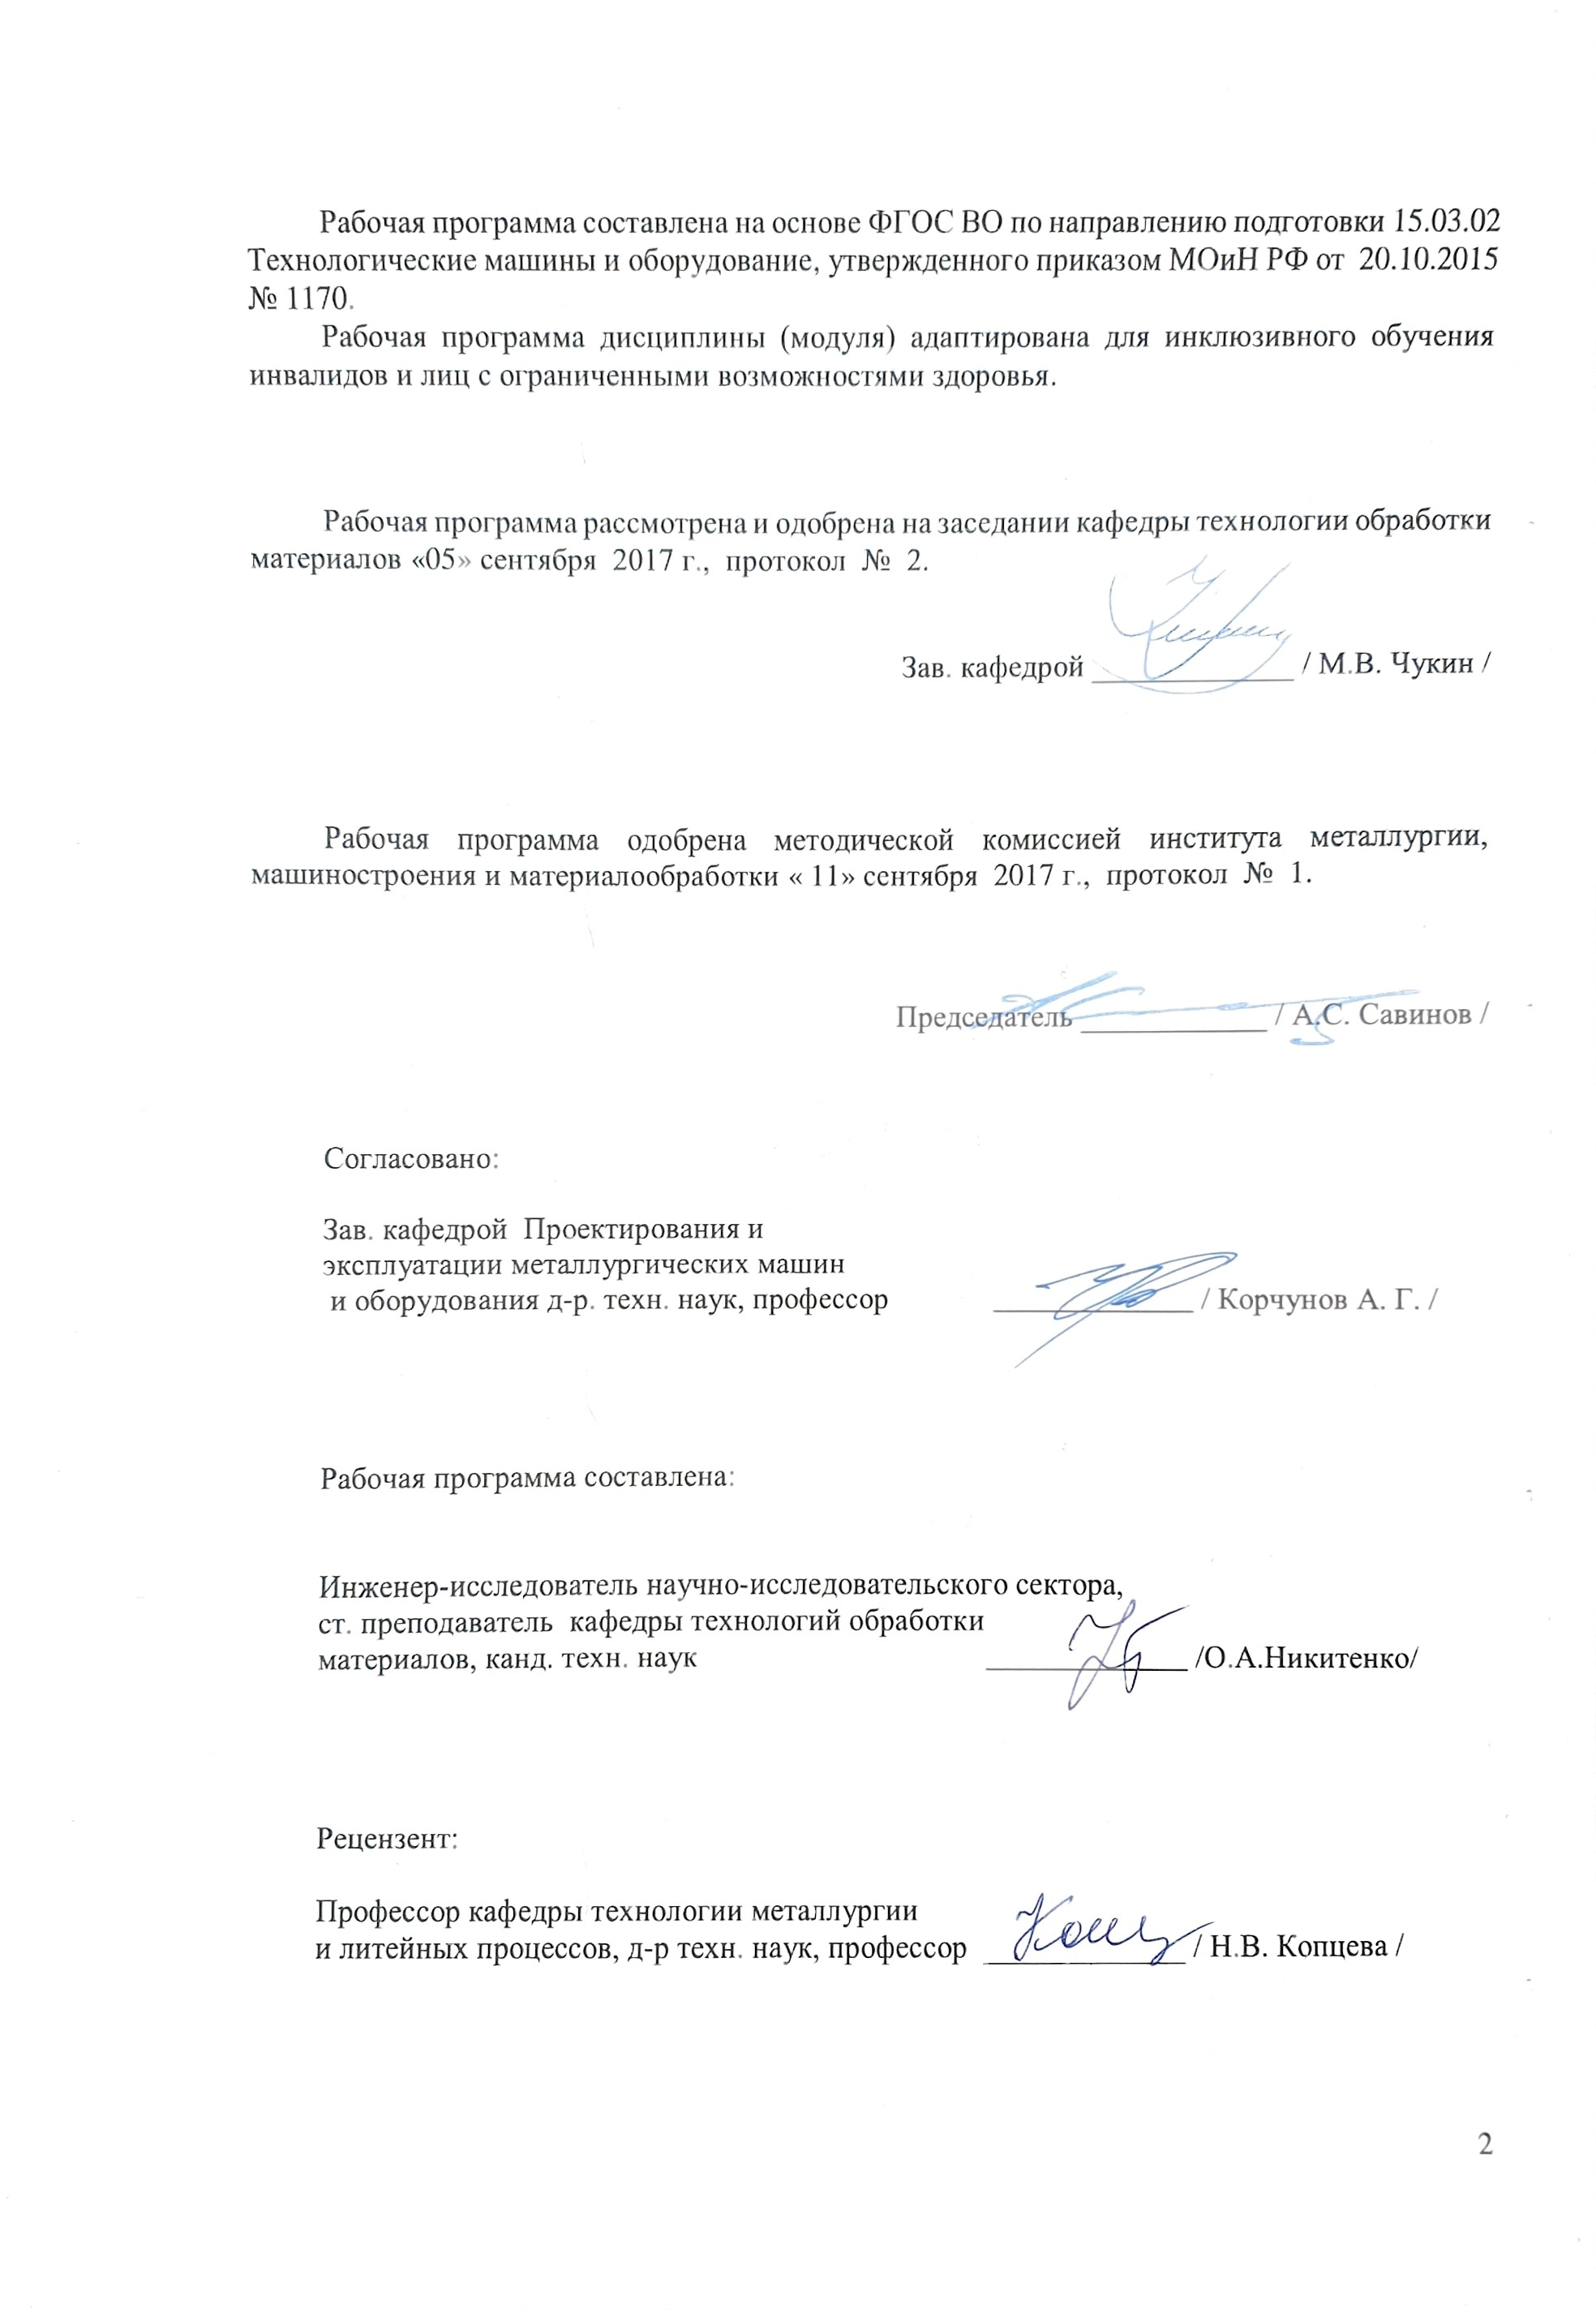 Рабочая программа составлена на основе ФГОС ВО по направлению подготовки 15.03.02
Технологические машины и оборудование, утвержденного приказом МОиН РФ от 20.10.2015
№ 1170.
Рабочая программа дисциплины (модуля) адаптирована для инклюзивного обучения
инвалидов и лиц с ограниченными возможностями здоровья.
Рабочая программа рассмотрена и одобрена на заседании кафедры технологии обработки
материалов «05» сентября 2017 г., протокол № 2.
Зав. кафедрой ______________ / М.В. Чукин /
Рабочая программа одобрена методической комиссией института металлургии,
машиностроения и материалообработки « 11» сентября 2017 г., протокол № 1.
Председатель _____________ / А.С. Савинов /
Согласовано:
Зав. кафедрой Проектирования и
эксплуатации металлургических машин
и оборудования д-р. техн. наук, профессор ______________ / Корчунов А. Г. /
Рабочая программа составлена:
Инженер-исследователь научно-исследовательского сектора,
ст. преподаватель кафедры технологий обработки
материалов, канд. техн. наук ______________ /О.А.Никитенко/
Рецензент:
Профессор кафедры технологии металлургии
и литейных процессов, д-р техн. наук, профессор ______________ / Н.В. Копцева /
2